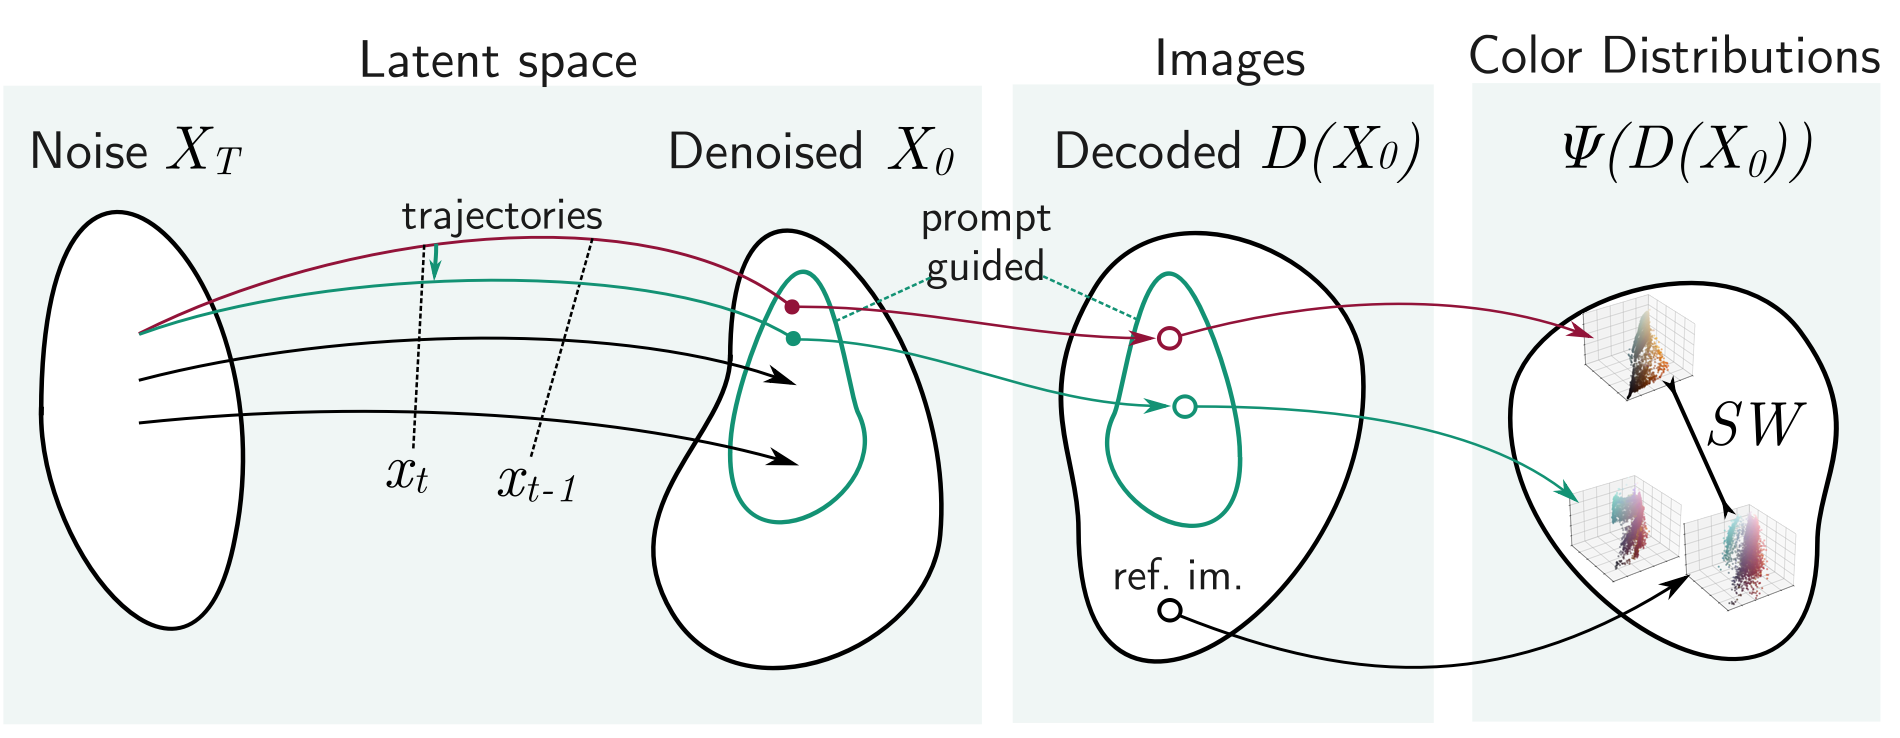 Latent space
Images
Color Distributions
Noise X_T
Denoised X_0
Decoded D(X_0)
Ψ(D(X_0))
trajectories
prompt
guided
x_t
x_{t-1}
SW
ref. im.